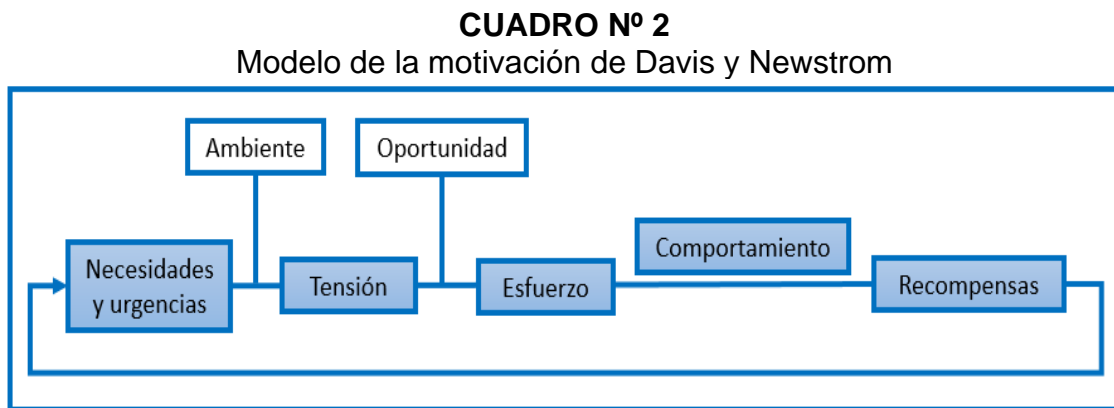 CUADRO Nº 2
Modelo de la motivación de Davis y Newstrom
Ambiente
Oportunidad
Necesidades
y urgencias
Tensión
Esfuerzo
Comportamiento
Recompensas